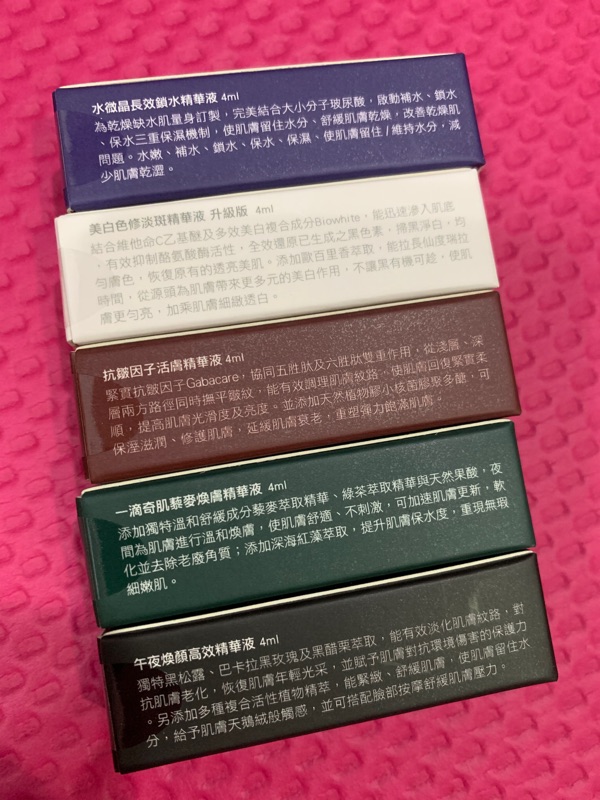 水微晶長效鎖水精華液 4ml
為乾燥缺水肌量身訂製,完美結合大小分子玻尿酸,啟動補水、鎖水
、保水三重保濕機制,使肌膚留住水分、舒緩肌膚乾燥,改善乾燥肌
問題。水嫩、補水、鎖水、保水、保濕、使肌膚留住/維持水分,減
少肌膚乾澀。
美白色修淡斑精華液 升級版 4ml
結合維他命C乙基醚及多效美白複合成分Biowhite,能迅速滲入肌底
,有效抑制酪氨酸酶活性,全效還原已生成之黑色素,掃黑淨白,均
勻膚色,恢復原有的透亮美肌。添加歐百里香萃取,能拉長仙度瑞拉
時間,從源頭為肌膚帶來更多元的美白作用,不讓黑有機可趁,使肌
膚更勻亮,加乘肌膚細緻透白。
抗皺因子活膚精華液 4ml
緊實抗皺因子Gabacare,協同五胜肽及六胜肽雙重作用,從淺層、深
層兩方路徑同時撫平皺紋,能有效調理肌膚紋路,使肌膚回復緊實柔
順,提高肌膚光滑度及亮度。並添加天然植物膠小核菌膠聚多醣,可
保溼滋潤、修護肌膚,延緩肌膚衰老,重塑彈力飽滿肌膚。
一滴奇肌藜麥煥膚精華液 4ml
添加獨特溫和舒緩成分藜麥萃取精華、綠茶萃取精華與天然果酸,夜
間為肌膚進行溫和煥膚,使肌膚舒適、不刺激,可加速肌膚更新,軟
化並去除老廢角質;添加深海紅藻萃取,提升肌膚保水度,重現無瑕
細嫩肌。
午夜煥顏高效精華液 4ml
獨特黑松露、巴卡拉黑玫瑰及黑醋栗萃取,能有效淡化肌膚紋路,對
抗肌膚老化,恢復肌膚年輕光采,並賦予肌膚對抗環境傷害的保護力
。另添加多種複合活性植物精萃,能緊緻、舒緩肌膚,使肌膚留住水
分,給予肌膚天鵝絨般觸感,並可搭配臉部按摩舒緩肌膚壓力。